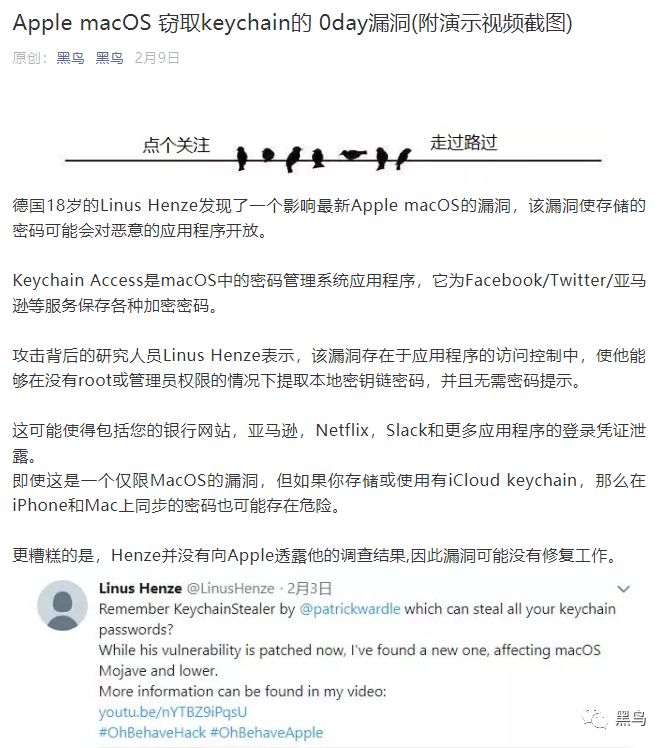 Apple macOS 窃取keychain的 0day漏洞(附演示视频截图)
原创： 黑鸟 黑鸟 2月9日
点个关注 走过路过
德国18岁的Linus Henze发现了一个影响最新Apple macOS的漏洞，该漏洞使存储的
密码可能会对恶意的应用程序开放。
Keychain Access是macOS中的密码管理系统应用程序，它为Facebook/Twitter/亚马
逊等服务保存各种加密密码。
攻击背后的研究人员Linus Henze表示，该漏洞存在于应用程序的访问控制中，使他能
够在没有root或管理员权限的情况下提取本地密钥链密码，并且无需密码提示。
这可能使得包括您的银行网站，亚马逊，Netflix，Slack和更多应用程序的登录凭证泄
露。
即使这是一个仅限MacOS的漏洞，但如果你存储或使用有iCloud keychain，那么在
iPhone和Mac上同步的密码也可能存在危险。
更糟糕的是，Henze并没有向Apple透露他的调查结果,因此漏洞可能没有修复工作。
Linus Henze @LinusHenze · 2月3日
Remember KeychainStealer by @patrickwardle which can steal all your keychain
passwords?
While his vulnerability is patched now, I've found a new one, affecting macOS
Mojave and lower.
More information can be found in my video:
youtu.be/nYTBZ9iPqsU
#OhBehaveHack #OhBehaveApple
黑鸟